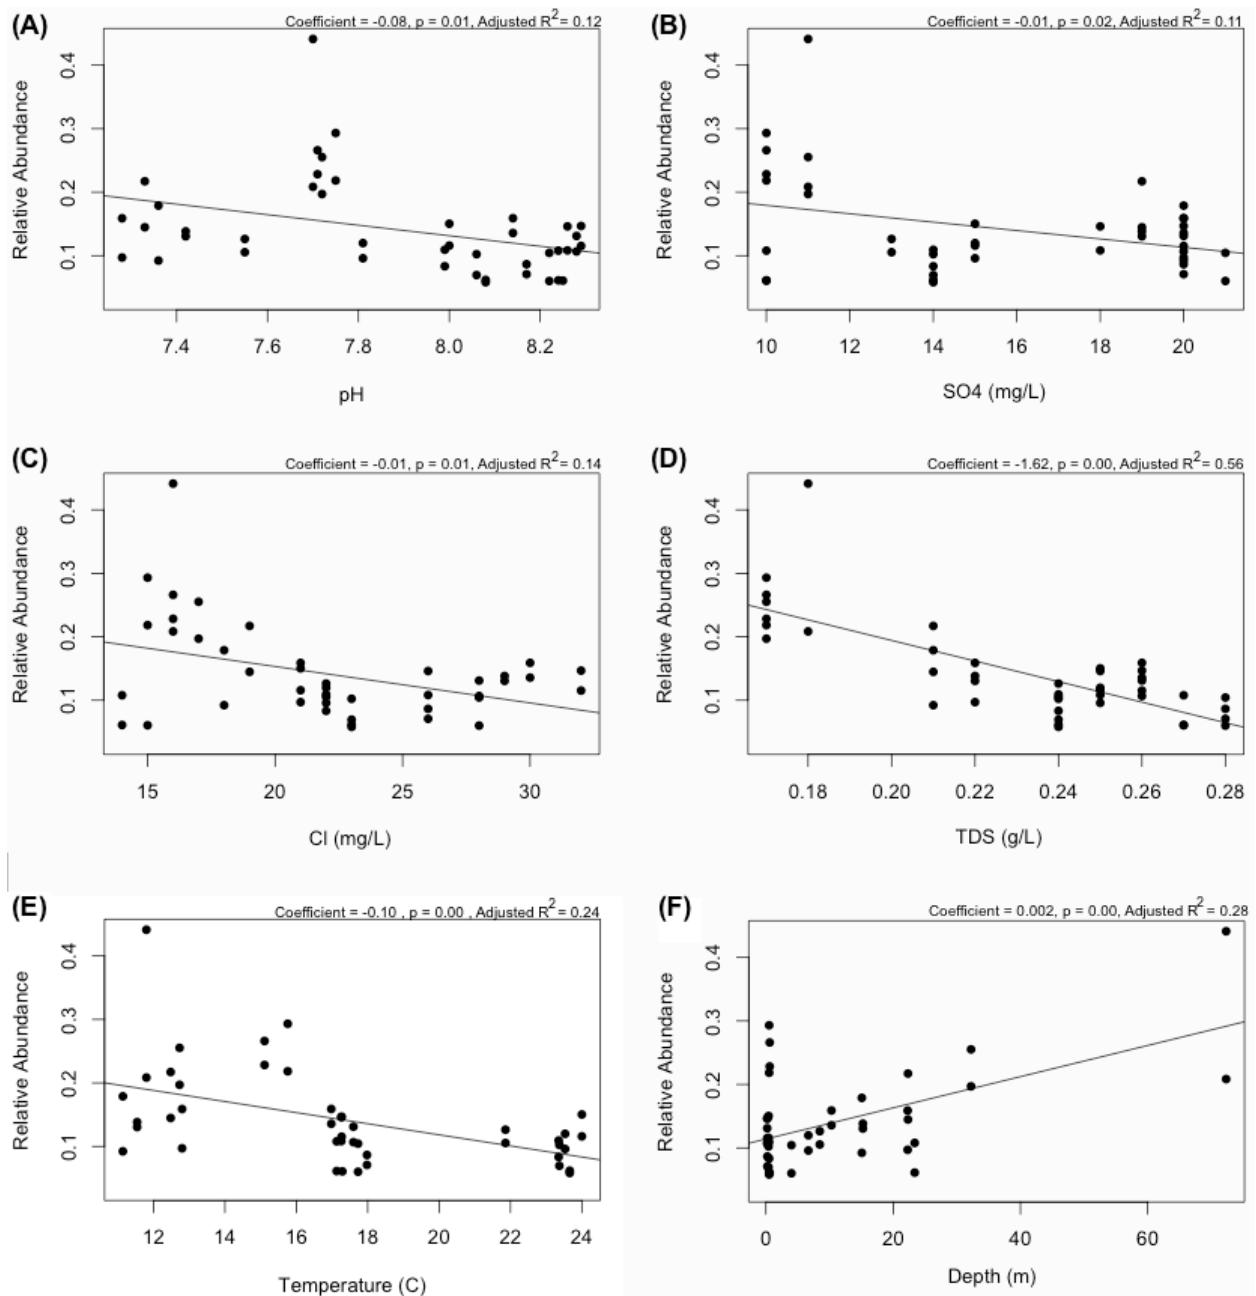 (A)
Coefficient = -0.08, p = 0.01, Adjusted R2 = 0.12
Relative Abundance
0.1 0.2 0.3 0.4
7.4 7.6 7.8 8.0 8.2
pH
(B)
Coefficient = -0.01, p = 0.02, Adjusted R2 = 0.11
Relative Abundance
0.1 0.2 0.3 0.4
10 12 14 16 18 20
SO4 (mg/L)
(C)
Coefficient = -0.01, p = 0.01, Adjusted R2 = 0.14
Relative Abundance
0.1 0.2 0.3 0.4
15 20 25 30
Cl (mg/L)
(D)
Coefficient = -1.62, p = 0.00, Adjusted R2 = 0.56
Relative Abundance
0.1 0.2 0.3 0.4
0.18 0.20 0.22 0.24 0.26 0.28
TDS (g/L)
(E)
Coefficient = -0.10 , p = 0.00 , Adjusted R2 = 0.24
Relative Abundance
0.1 0.2 0.3 0.4
12 14 16 18 20 22 24
Temperature (C)
(F)
Coefficient = 0.002, p = 0.00, Adjusted R2 = 0.28
Relative Abundance
0.1 0.2 0.3 0.4
0 20 40 60
Depth (m)